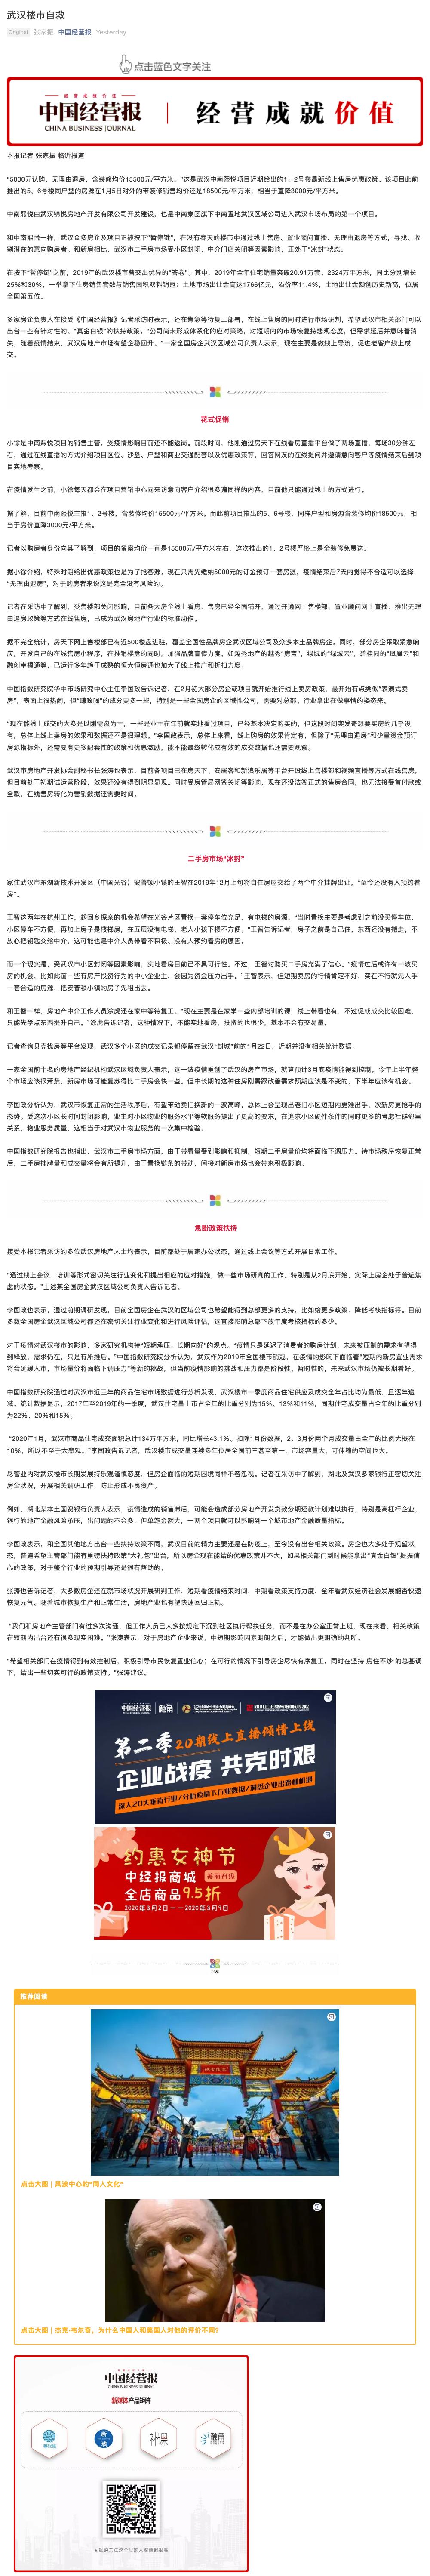 武汉楼市自救
Original 张家振 中国经营报 Yesterday
点击蓝色文字关注
经营成就价值
中国经营报
CHINA BUSINESS JOURNAL
经营成就价值
本报记者 张家振 临沂报道
“5000元认购，无理由退房，含装修均价15500元/平方米。”这是武汉中南熙悦项目近期给出的1、2号楼最新线上售房优惠政策。该项目此前
推出的5、6号楼同户型的房源在1月5日对外的带装修销售均价还是18500元/平方米，相当于直降3000元/平方米。
中南熙悦由武汉锦悦房地产开发有限公司开发建设，也是中南集团旗下中南置地武汉区域公司进入武汉市场布局的第一个项目。
和中南熙悦一样，武汉众多房企及项目正被按下“暂停键”，在没有春天的楼市中通过线上售房、置业顾问直播、无理由退房等方式，寻找、收
割潜在的意向购房者。和新房相比，武汉市二手房市场受小区封闭、中介门店关闭等因素影响，正处于“冰封”状态。
在按下“暂停键”之前，2019年的武汉楼市曾交出优异的“答卷”。其中，2019年全年住宅销量突破20.91万套、2324万平方米，同比分别增长
25%和30%，一举拿下住房销售套数与销售面积双料销冠；土地市场出让金高达1766亿元，溢价率11.4%，土地出让金额创历史新高，位居
全国第五位。
多家房企负责人在接受《中国经营报》记者采访时表示，还在焦急等待复工部署，在线上售房的同时进行市场研判，希望武汉市相关部门可以
出台一些有针对性的、“真金白银”的扶持政策。“公司尚未形成体系化的应对策略，对短期内的市场恢复持悲观态度，但需求延后并意味着消
失，随着疫情结束，武汉房地产市场有望企稳回升。”一家全国房企武汉区域公司负责人表示，现在主要是做线上导流，促进老客户线上成
交。
花式促销
小徐是中南熙悦项目的销售主管，受疫情影响目前还不能返岗。前段时间，他刚通过房天下在线看房直播平台做了两场直播，每场30分钟左
右，通过在线直播的方式介绍项目区位、沙盘、户型和商业交通配套以及优惠政策等，回答网友的在线提问并邀请意向客户等疫情结束后到项
目实地考察。
在疫情发生之前，小徐每天都会在项目营销中心向来访意向客户介绍很多遍同样的内容，目前他只能通过线上的方式进行。
据了解，目前中南熙悦主推1、2号楼，含装修均价15500元/平方米。而此前项目推出的5、6号楼，同样户型和房源含装修均价18500元，相
当于房价直降3000元/平方米。
记者以购房者身份向其了解到，项目的备案均价一直是15500元/平方米左右，这次推出的1、2号楼严格上是全装修免费送。
据小徐介绍，特殊时期给出优惠政策也是为了抢客源。现在只需先缴纳5000元的订金预订一套房源，疫情结束后7天内觉得不合适可以选择
“无理由退房”，对于购房者来说这是完全没有风险的。
记者在采访中了解到，受售楼部关闭影响，目前各大房企线上看房、售房已经全面铺开，通过开通网上售楼部、置业顾问网上直播，推出无理
由退房政策等方式在线售房，已成为武汉房地产行业的标准动作。
据不完全统计，房天下网上售楼部已有近500楼盘进驻，覆盖全国性品牌房企武汉区域公司及众多本土品牌房企。同时，部分房企采取紧急响
应，开发自己的在线售房小程序，在推销楼盘的同时，加强品牌宣传力度。如越秀地产的越秀“房宝”，绿城的“绿城云”，碧桂园的“凤凰云”和
融创幸福通等，已运行多年趋于成熟的恒大恒房通也加大了线上推广和折扣力度。
中国指数研究院华中市场研究中心主任李国政告诉记者，在2月初大部分房企或项目就开始推行线上卖房政策，最开始有点类似“表演式卖
房”，表面上很热闹，但“赚吆喝”的成分更多一些，特别是一些全国房企的区域性公司，需要对总部，行业拿出在做事情的姿态来。
“现在能线上成交的大多是以刚需盘为主，一些是业主在年前就实地看过项目，已经基本决定购买的，但这段时间突发奇想要买房的几乎没
有，总体上线上卖房的效果和数据还不是很理想。”李国政表示，总体上来看，线上购房的效果肯定有，但除了“无理由退房”和少量资金预订
房源指标外，还需要有更多配套性的政策和优惠激励，能不能最终转化成有效的成交数据也还需要观察。
武汉市房地产开发协会副秘书长张涛也表示，目前各项目已在房天下、安居客和新浪乐居等平台开设线上售楼部和视频直播等方式在线售房，
但目前处于初期试运营阶段，效果还没有得到明显显现。同时受房管局网签关闭等影响，现在还没法签正式的售房合同，也无法接受首付款或
全款，在线售房转化为营销数据还需要时间。
二手房市场“冰封”
家住武汉市东湖新技术开发区（中国光谷）安普顿小镇的王智在2019年12月上旬将自住房屋交给了两个中介挂牌出让，“至今还没有人预约看
房”。
王智这两年在杭州工作，趁回乡探亲的机会希望在光谷片区置换一套停车位充足，有电梯的房源。“当时置换主要是考虑到之前没买停车位，
小区停车不方便，再加上房子是楼梯房，在五层没有电梯，老人小孩下楼不方便。”王智告诉记者，房子之前是自己住，东西还没有搬走，不
放心把钥匙交给中介，这可能也是中介人员带看不积极、没有人预约看房的原因。
而一个现实是，受武汉市小区封闭等因素影响，实地看房目前已不具可行性。不过，王智对购买二手房充满了信心。“疫情过后或许有一波买
房的机会，比如此前一些有房产投资行为的中小企业主，会因为资金压力出手。”王智表示，但短期卖房的行情肯定不好，实在不行就先入手
一套合适的房源，把安普顿小镇的房子先租出去。
和王智一样，房地产中介工作人员涂虎还在家中等待复工。“现在主要是在家学一些内部培训的课，线上带看也有，不过促成成交比较困难，
只能先学点东西提升自己。”涂虎告诉记者，这种情况下，不能实地看房，投资的也很少，基本不会有交易量。
记者查询贝壳找房等平台发现，武汉多个小区的成交记录都停留在武汉“封城”前的1月22日，近期并没有相关统计数据。
一家全国前十名的房地产经纪机构武汉区域负责人表示，这一波疫情重创了武汉的房产市场，就算预计3月底疫情能得到控制，今年上半年整
个市场应该很萧条，新房市场可能复苏得比二手房会快一些。但中长期的这种住房刚需跟改善需求预期应该是不变的，下半年应该有机会。
李国政分析认为，武汉市恢复正常的生活秩序后，有望带动卖旧换新的一波高峰，总体上会呈现出老旧小区短期内更难出手，次新房更抢手的
态势。受这次小区长时间封闭影响，业主对小区物业的服务水平等软服务提出了更高的要求，在追求小区硬件条件的同时更多的考虑社群邻里
关系，物业服务质量，这相当于对武汉市物业服务的一次集中检验。
中国指数研究院报告也指出，武汉市二手房市场方面，由于带看量受到影响和抑制，短期二手房量价均将面临下调压力。待市场秩序恢复正常
后，二手房挂牌量和成交量将会有所提升，由于置换链条的带动，间接对新房市场也会带来积极影响。
急盼政策扶持
接受本报记者采访的多位武汉房地产人士均表示，目前都处于居家办公状态，通过线上会议等方式开展日常工作。
“通过线上会议、培训等形式密切关注行业变化和提出相应的应对措施，做一些市场研判的工作。特别是从2月底开始，实际上房企处于普遍焦
虑的状态。”上述某全国房企武汉区域公司负责人告诉记者。
李国政也表示，通过前期调研发现，目前全国房企在武汉的区域公司也希望能得到总部更多的支持，比如给更多政策、降低考核指标等。目前
多数全国房企武汉区域公司都还在密切关注行业变化和进行风险评估，这直接影响总部下放年度考核指标的多少。
对于疫情对武汉楼市的影响，多家研究机构持“短期承压、长期向好”的观点。“疫情只是延迟了消费者的购房计划，未来被压制的需求有望得
到释放，需求仍在，只是有所推后。”中国指数研究院分析认为，武汉作为2019年全国楼市销冠，在疫情的影响下面临着“短期内新房置业需求
将会延缓入市，市场量价将面临下调压力”等新的挑战，但当前疫情影响的挑战和压力都是阶段性、暂时性的，未来武汉市场仍被长期看好。
中国指数研究院通过对武汉市近三年的商品住宅市场数据进行分析发现，武汉楼市一季度商品住宅供应及成交全年占比均为最低，且逐年递
减。统计数据显示，2017年至2019年的一季度，武汉住宅量上市占全年的比重分别为15%、13%和11%，同期住宅成交量占全年的比重分别
为22%、20%和15%。
“2020年1月，武汉市商品住宅成交面积总计134万平方米，同比增长43.1%。扣除1月份数据，2、3月份两个月成交量占全年的比例大概在
10%，所以不至于太悲观。”李国政告诉记者，武汉楼市成交量连续多年位居全国前三甚至第一，市场容量大，可伸缩的空间也大。
尽管业内对武汉楼市长期发展持乐观谨慎态度，但房企面临的短期困境同样不容忽视。记者在采访中了解到，湖北及武汉多家银行正密切关注
房企状况，开展相关调研工作，防止形成不良资产。
例如，湖北某本土国资银行负责人表示，疫情造成的销售滞后，可能会造成部分房地产开发贷款分期还款计划难以执行，特别是高杠杆企业，
银行的地产金融风险承压，出问题的不会多，但单笔金额大，一两个项目就可以影响到一个城市地产金融质量指标。
李国政表示，和全国其他地方出台一些扶持政策不同，武汉目前的精力主要还是在防疫上，至今没有出台相关政策。房企也大多处于观望状
态，普遍希望主管部门能有重磅扶持政策“大礼包”出台，所以房企现在能给的优惠政策并不大，如果相关部门到时候能拿出“真金白银”提振信
心的政策，对于整个行业的预期引导还是很有帮助的。
张涛也告诉记者，大多数房企还在就市场状况开展研判工作，短期看疫情结束时间，中期看政策支持力度，全年看武汉经济社会发展能否快速
恢复元气。随着城市恢复生产和正常生活，房地产业也有望快速回归正轨。
“我们和房地产主管部门有过多次沟通，但工作人员已大多按规定下沉到社区执行帮扶任务，而不是在办公室正常上班，现在来看，相关政策
在短期内出台还有很多现实困难。”张涛表示，对于房地产企业来讲，中短期影响因素明朗之后，才能做出更明确的判断。
“希望相关部门在疫情得到有效控制后，积极引导市民恢复置业信心；在可行的情况下引导房企尽快有序复工，同时在坚持‘房住不炒’的总基调
下，给出一些切实可行的政策支持。”张涛建议。
中国经营报 融角
第二季20期线上直播倾情上线
企业战疫 共克时艰
深入20大垂直行业/分析疫情下行业数据/洞悉企业出路新机遇
约惠女神节
中经报商城
美丽升级
全店商品9.5折
2020年3月2日——2020年3月9日
推荐阅读
点击大图 | 风波中心的“同人文化”
点击大图 | 杰克·韦尔奇，为什么中国人和美国人对他的评价不同？
中国经营报
CHINA BUSINESS JOURNAL
新媒体产品矩阵
等深线
触角